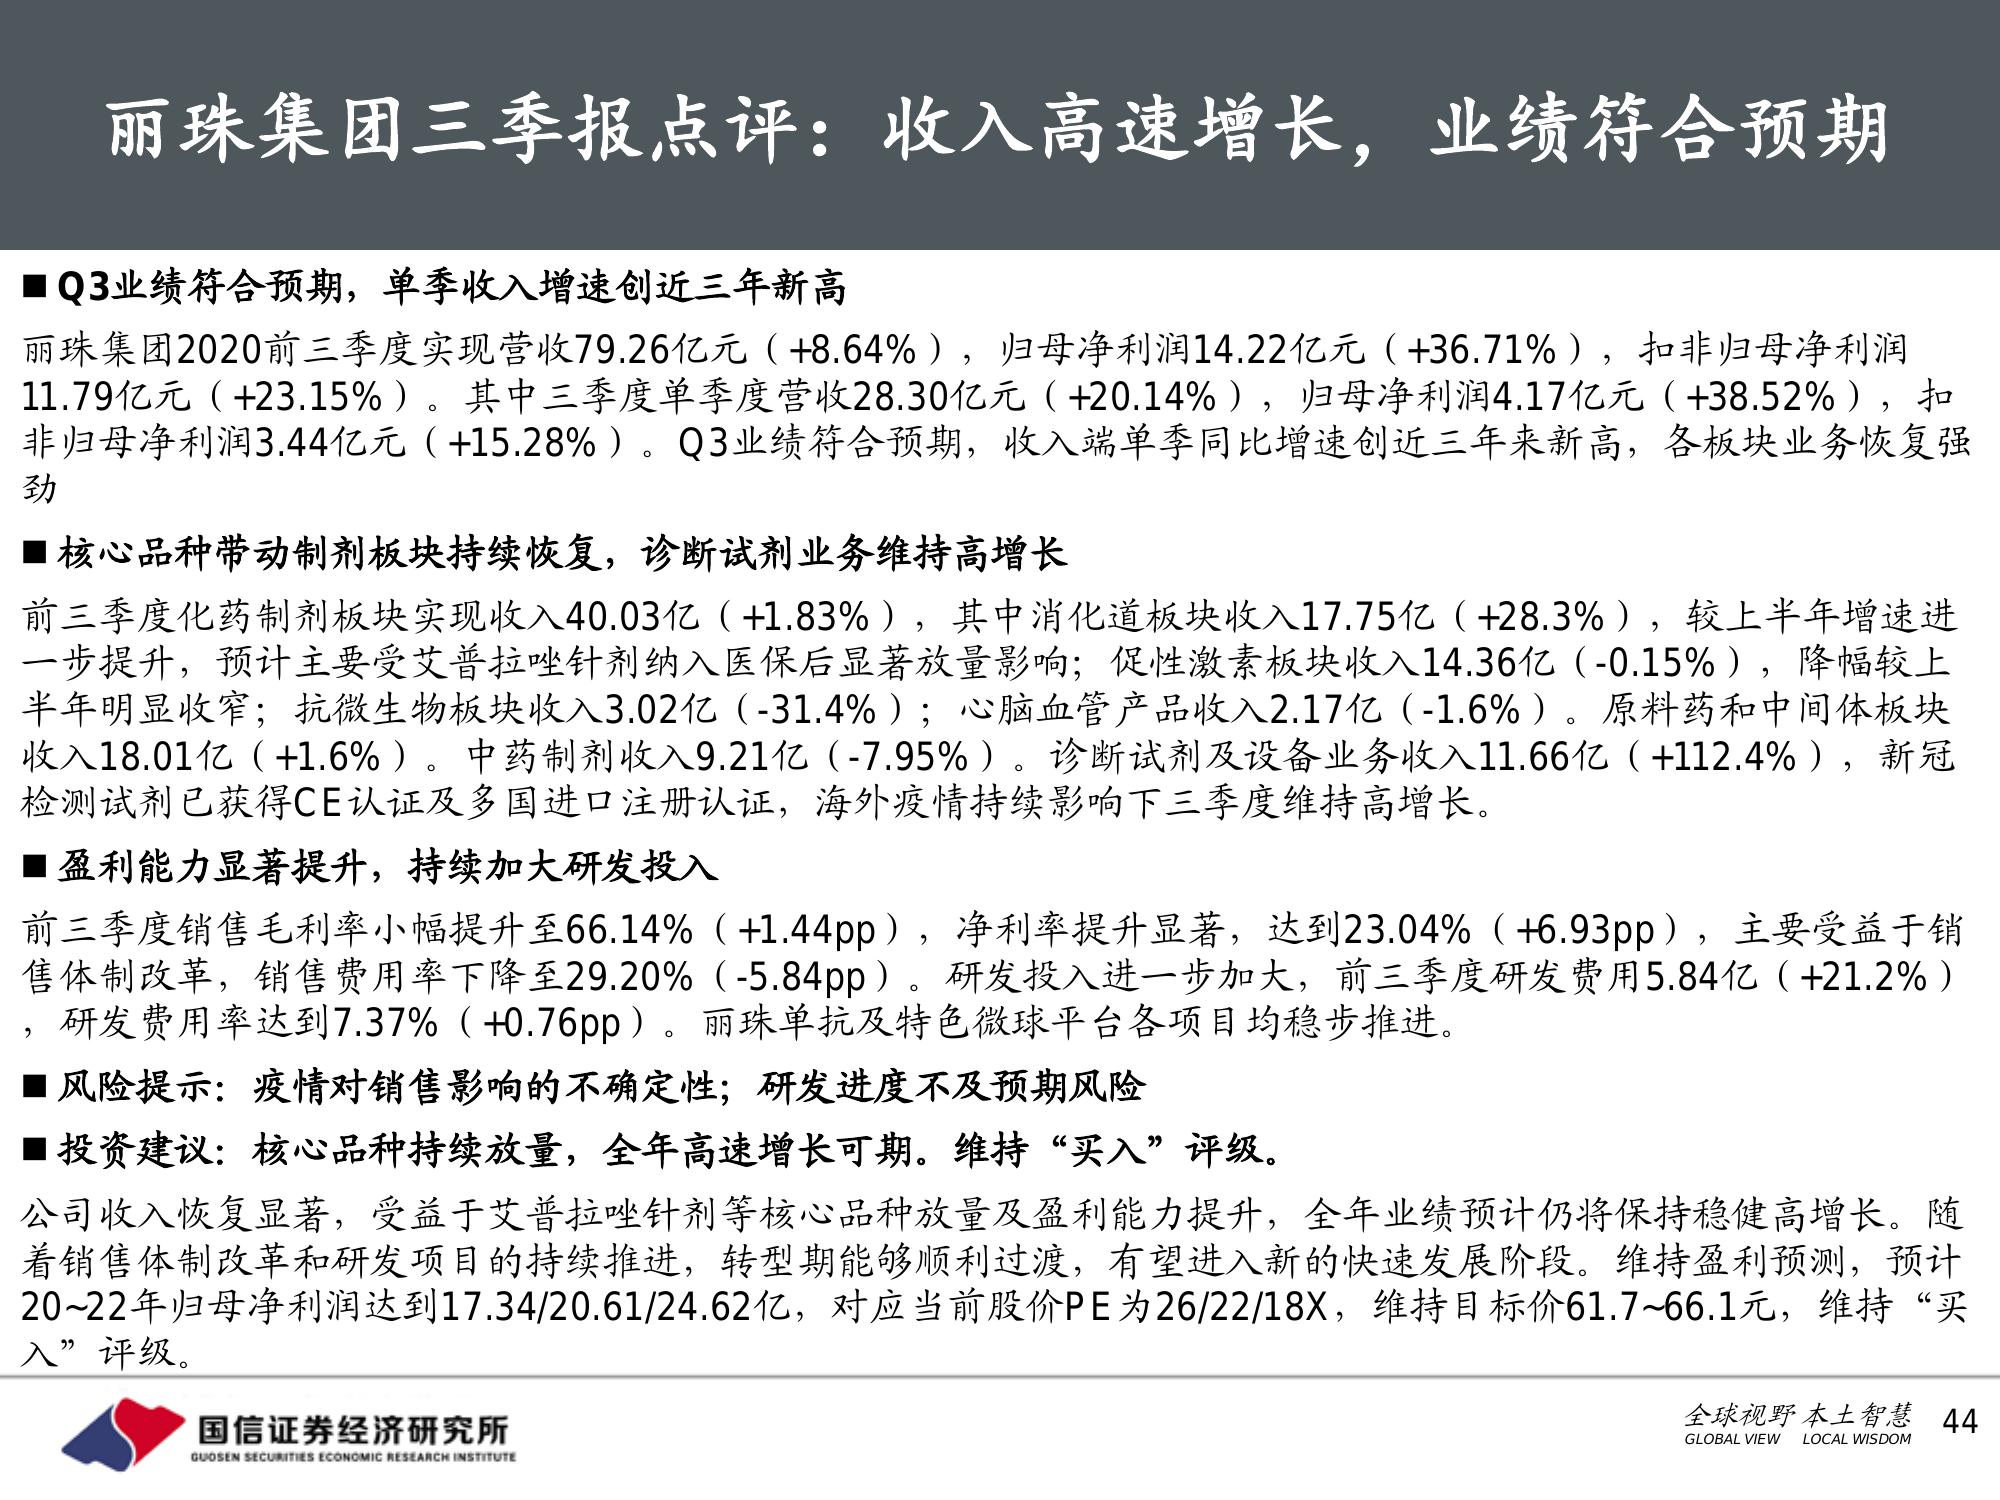 丽珠集团三季报点评：收入高速增长，业绩符合预期
■ Q3业绩符合预期，单季收入增速创近三年新高
丽珠集团2020前三季度实现营收79.26亿元（+8.64%），归母净利润14.22亿元（+36.71%），扣非归母净利润
11.79亿元（+23.15%）。其中三季度单季度营收28.30亿元（+20.14%），归母净利润4.17亿元（+38.52%），扣
非归母净利润3.44亿元（+15.28%）。Q3业绩符合预期，收入端单季同比增速创近三年来新高，各板块业务恢复强
劲
■ 核心品种带动制剂板块持续恢复，诊断试剂业务维持高增长
前三季度化药制剂板块实现收入40.03亿（+1.83%），其中消化道板块收入17.75亿（+28.3%），较上半年增速进
一步提升，预计主要受艾普拉唑针剂纳入医保后显著放量影响；促性激素板块收入14.36亿（-0.15%），降幅较上
半年明显收窄；抗微生物板块收入3.02亿（-31.4%）；心脑血管产品收入2.17亿（-1.6%）。原料药和中间体板块
收入18.01亿（+1.6%）。中药制剂收入9.21亿（-7.95%）。诊断试剂及设备业务收入11.66亿（+112.4%），新冠
检测试剂已获得CE认证及多国进口注册认证，海外疫情持续影响下三季度维持高增长。
■ 盈利能力显著提升，持续加大研发投入
前三季度销售毛利率小幅提升至66.14%（+1.44pp），净利率提升显著，达到23.04%（+6.93pp），主要受益于销
售体制改革，销售费用率下降至29.20%（-5.84pp）。研发投入进一步加大，前三季度研发费用5.84亿（+21.2%）
，研发费用率达到7.37%（+0.76pp）。丽珠单抗及特色微球平台各项目均稳步推进。
■ 风险提示：疫情对销售影响的不确定性；研发进度不及预期风险
■ 投资建议：核心品种持续放量，全年高速增长可期。维持“买入”评级。
公司收入恢复显著，受益于艾普拉唑针剂等核心品种放量及盈利能力提升，全年业绩预计仍将保持稳健高增长。随
着销售体制改革和研发项目的持续推进，转型期能够顺利过渡，有望进入新的快速发展阶段。维持盈利预测，预计
20~22年归母净利润达到17.34/20.61/24.62亿，对应当前股价PE为26/22/18X，维持目标价61.7~66.1元，维持“买
入”评级。
国信证券经济研究所
GUOSEN SECURITIES ECONOMIC RESEARCH INSTITUTE
全球视野 本土智慧
GLOBAL VIEW LOCAL WISDOM
44